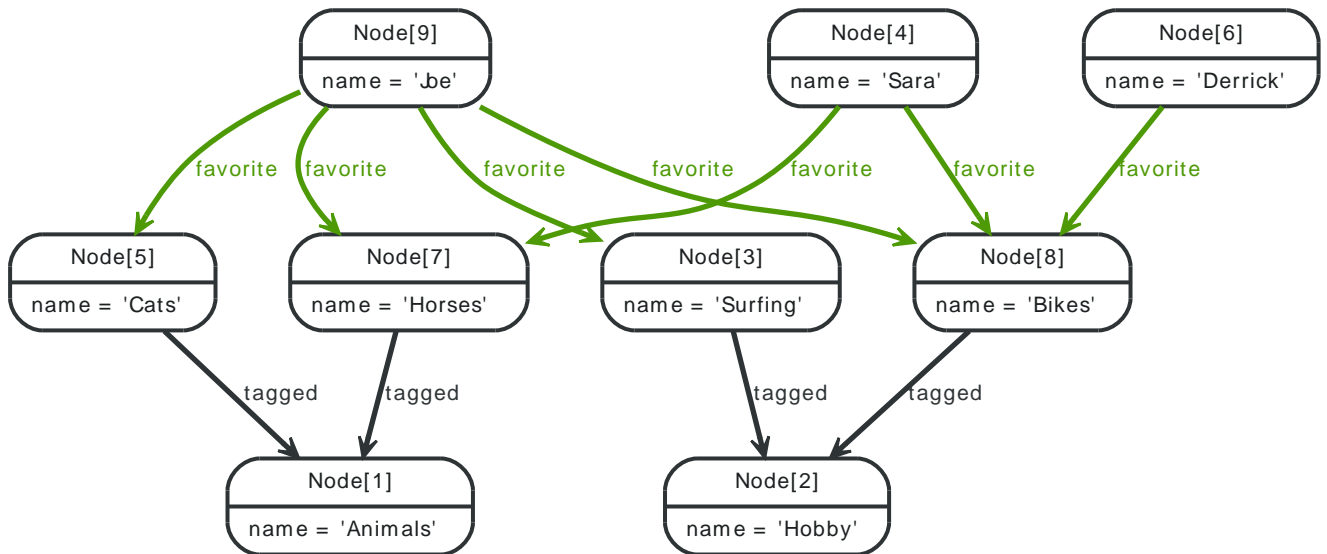 Node[9]
name = 'Joe'
Node[4]
name = 'Sara'
Node[6]
name = 'Derrick'
favorite
favorite
favorite
favorite
favorite
favorite
favorite
Node[5]
name = 'Cats'
Node[7]
name = 'Horses'
Node[3]
name = 'Surfing'
Node[8]
name = 'Bikes'
tagged
tagged
tagged
tagged
Node[1]
name = 'Animals'
Node[2]
name = 'Hobby'